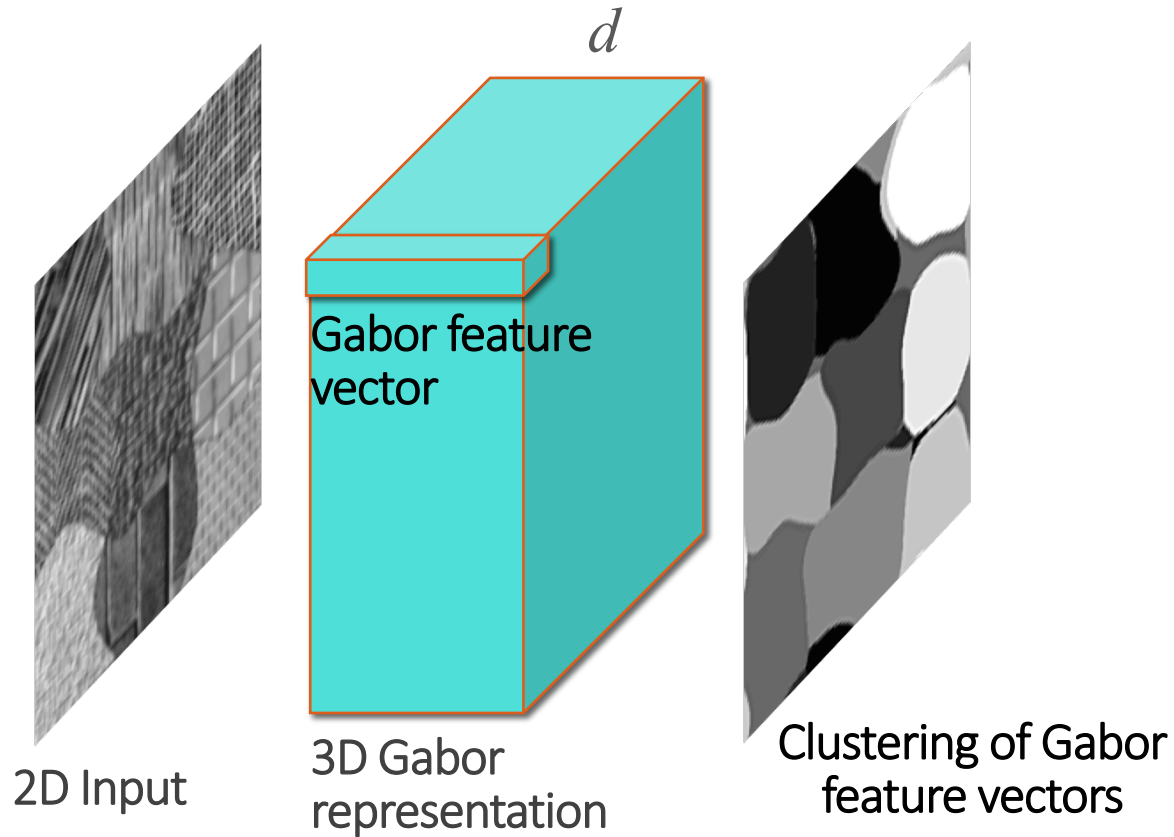 d
Gabor feature
vector
2D Input
3D Gabor
representation
Clustering of Gabor
feature vectors